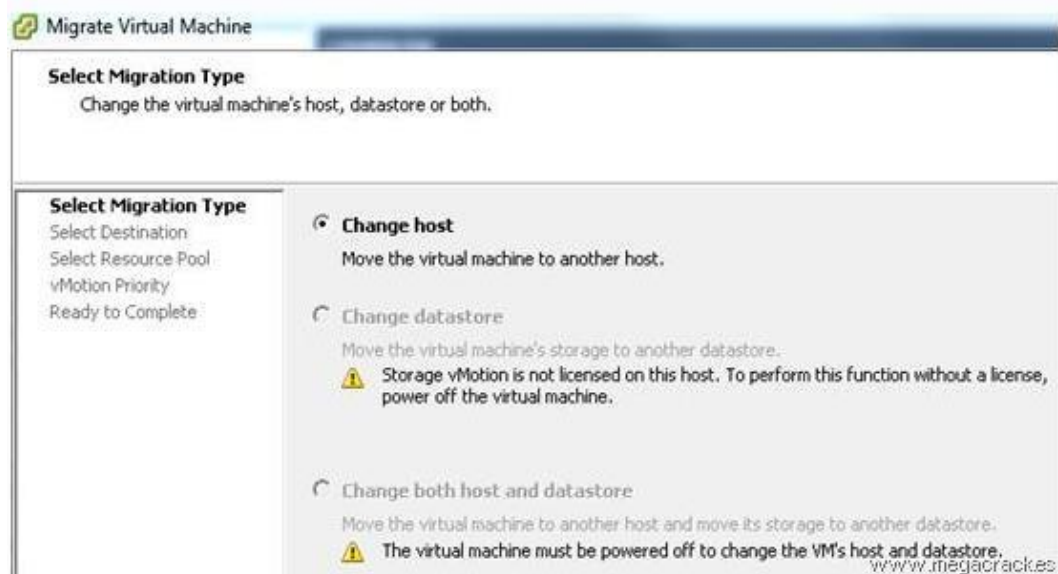 Migrate Virtual Machine
Select Migration Type
Change the virtual machine's host, datastore or both.
Select Migration Type
Select Destination
Select Resource Pool
vMotion Priority
Ready to Complete
Change host
Move the virtual machine to another host.
Change datastore
Move the virtual machine's storage to another datastore.
Storage vMotion is not licensed on this host. To perform this function without a license,
power off the virtual machine.
Change both host and datastore
Move the virtual machine to another host and move its storage to another datastore.
The virtual machine must be powered off to change the VM's host and datastore.
www.megacrack.es